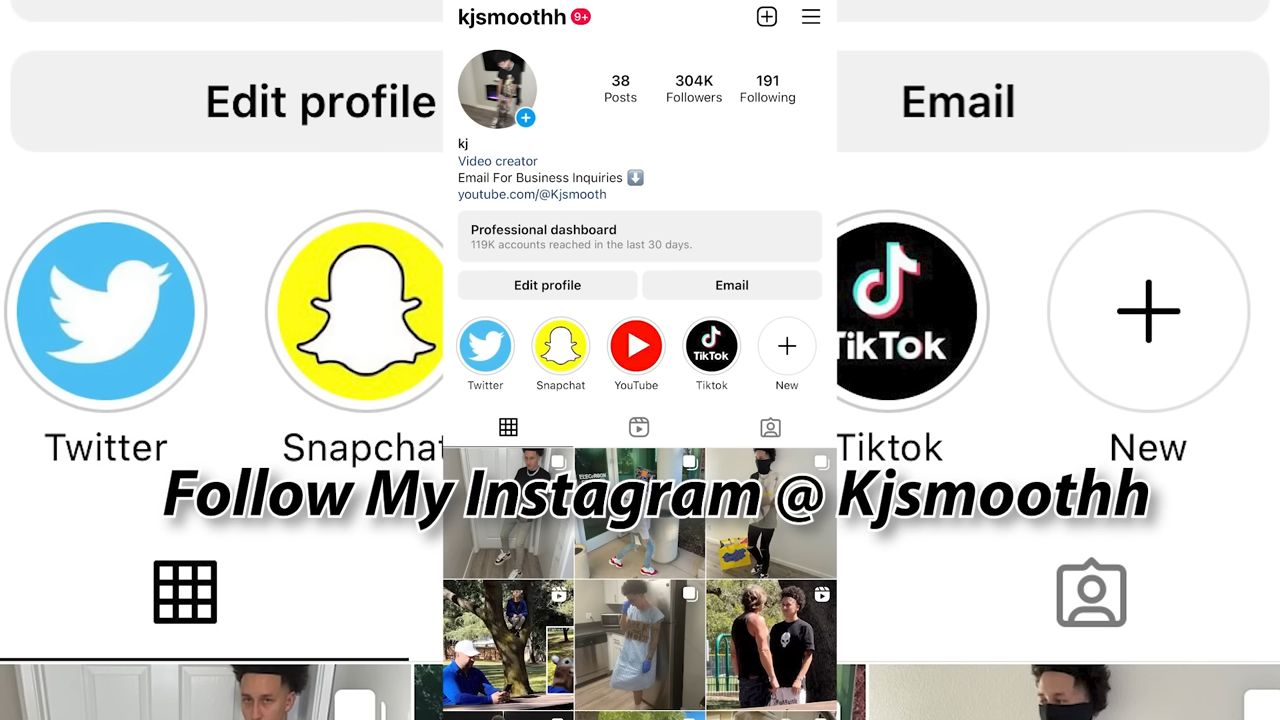 kjsmoothh 9+
38
Posts
304K
Followers
191
Following
kj
Video creator
Email For Business Inquiries
youtube.com/@Kjsmooth
Professional dashboard
119K accounts reached in the last 30 days.
Edit profile
Email
TikTok
Twitter
Snapchat
YouTube
Tiktok
New
Edit profile
Email
TikTok
Twitter
Snapchat
Tiktok
New
Follow My Instagram @ Kjsmoothh